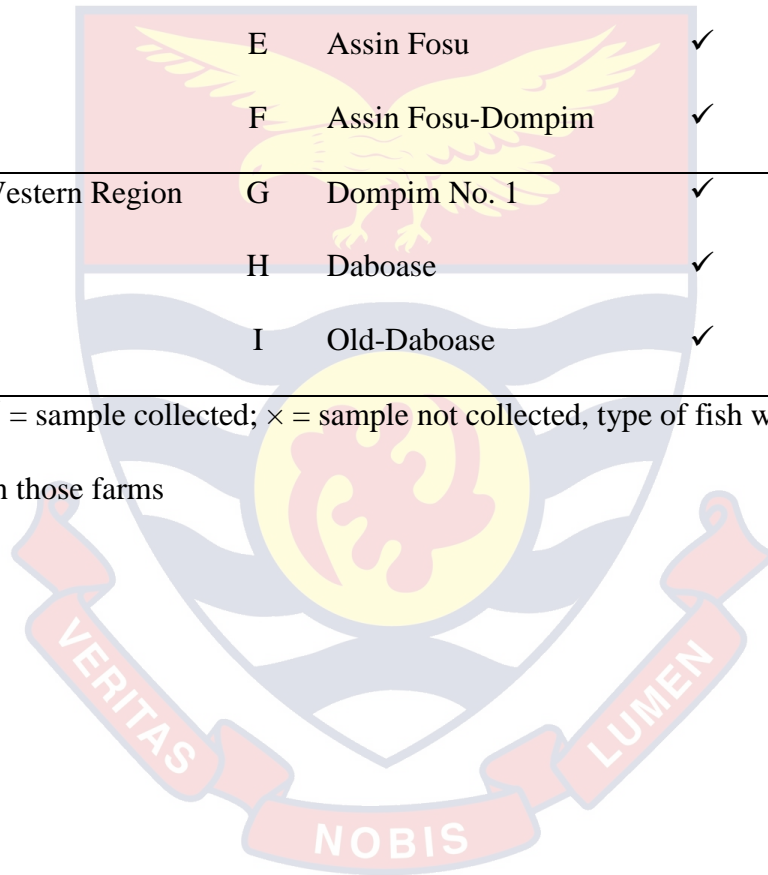 E Assin Fosu ✓
F Assin Fosu-Dompim ✓
Western Region G Dompim No. 1 ✓
H Daboase ✓
I Old-Daboase ✓
= sample collected; × = sample not collected, type of fish w
those farms
VERITAS
NOBIS
LUMEN